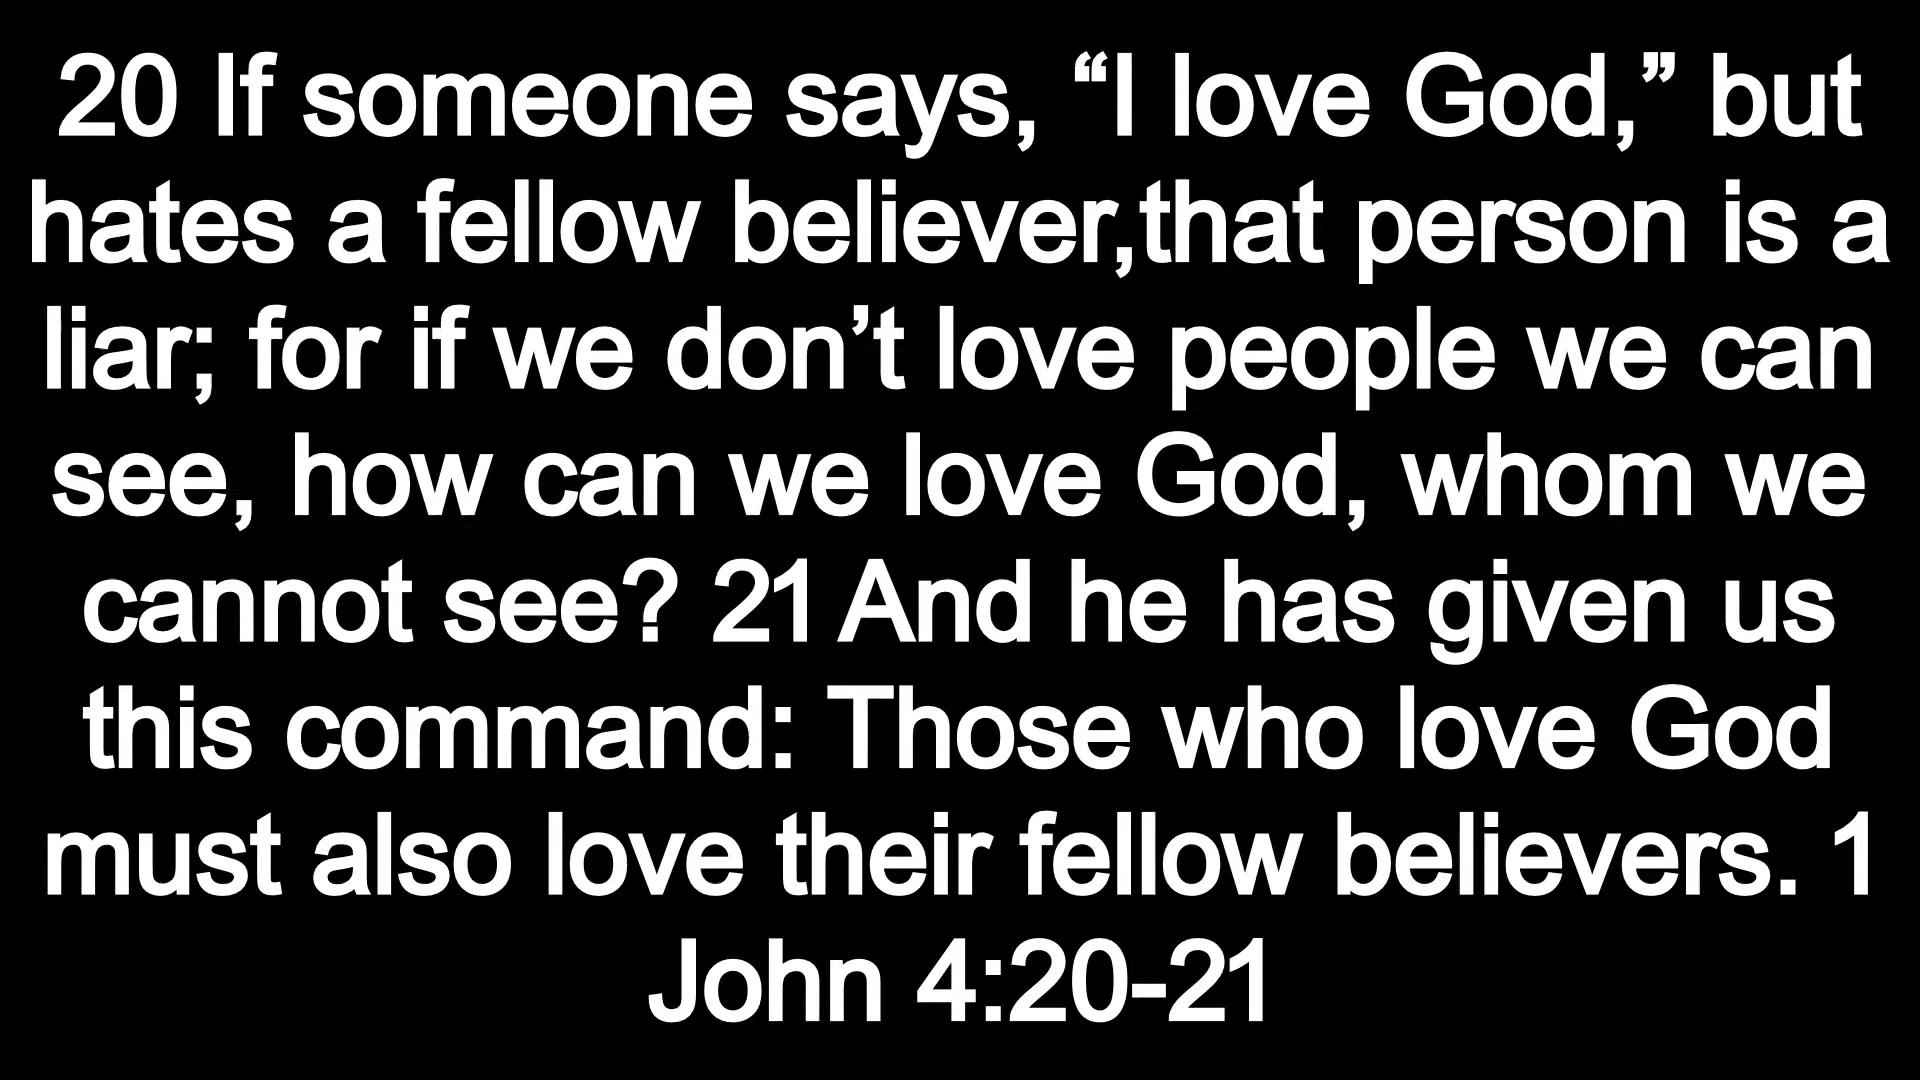 20 If someone says, “I love God,” but
hates a fellow believer,that person is a
liar; for if we don’t love people we can
see, how can we love God, whom we
cannot see? 21 And he has given us
this command: Those who love God
must also love their fellow believers. 1
John 4:20-21